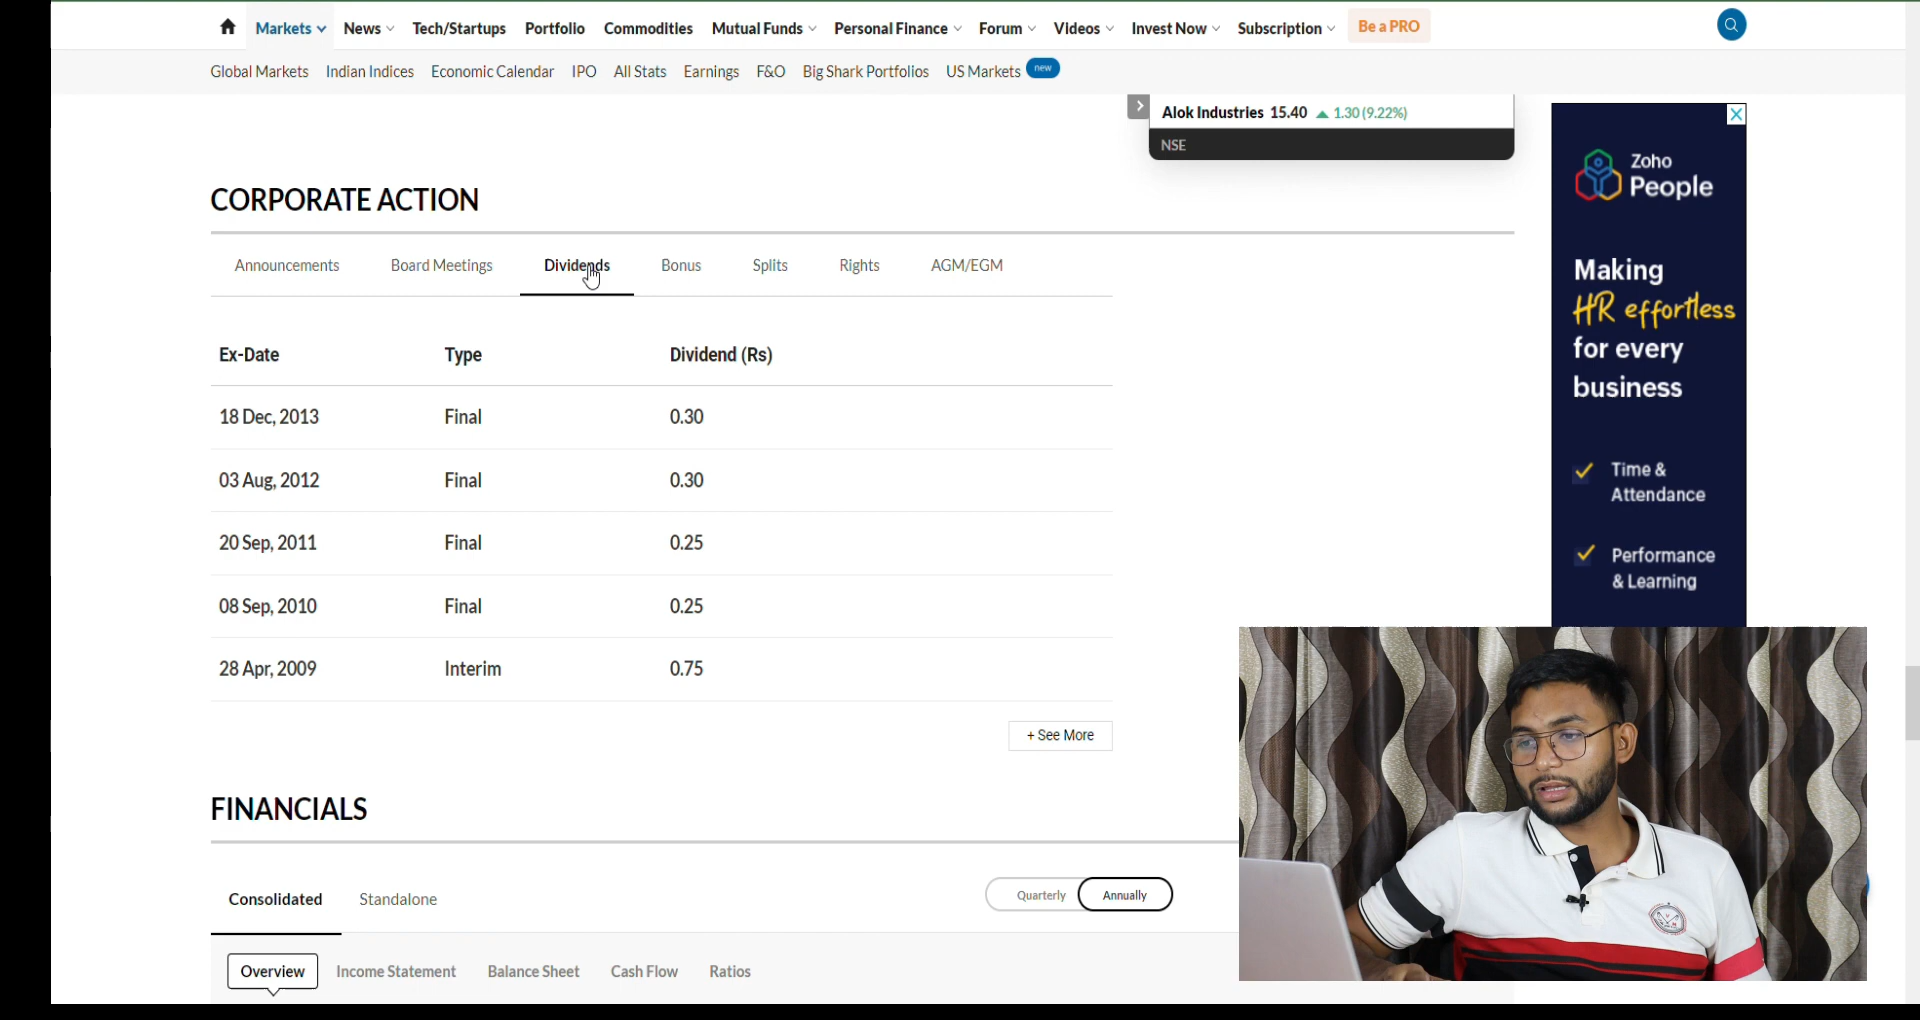 Markets News Tech/Startups Portfolio Commodities Mutual Funds Personal Finance Forum Videos Invest Now Subscription Be a PRO
Global Markets Indian Indices Economic Calendar IPO All Stats Earnings F&O Big Shark Portfolios US Markets new
Alok Industries 15.40 ▲ 1.30 (9.22%)
NSE
CORPORATE ACTION
Announcements Board Meetings Dividends Bonus Splits Rights AGM/EGM
Ex-Date Type Dividend (Rs)
18 Dec, 2013 Final 0.30
03 Aug, 2012 Final 0.30
20 Sep, 2011 Final 0.25
08 Sep, 2010 Final 0.25
28 Apr, 2009 Interim 0.75
+ See More
FINANCIALS
Consolidated Standalone
Quarterly Annually
Overview Income Statement Balance Sheet Cash Flow Ratios
Zoho
People
Making
HR effortless
for every
business
Time &
Attendance
Performance
& Learning